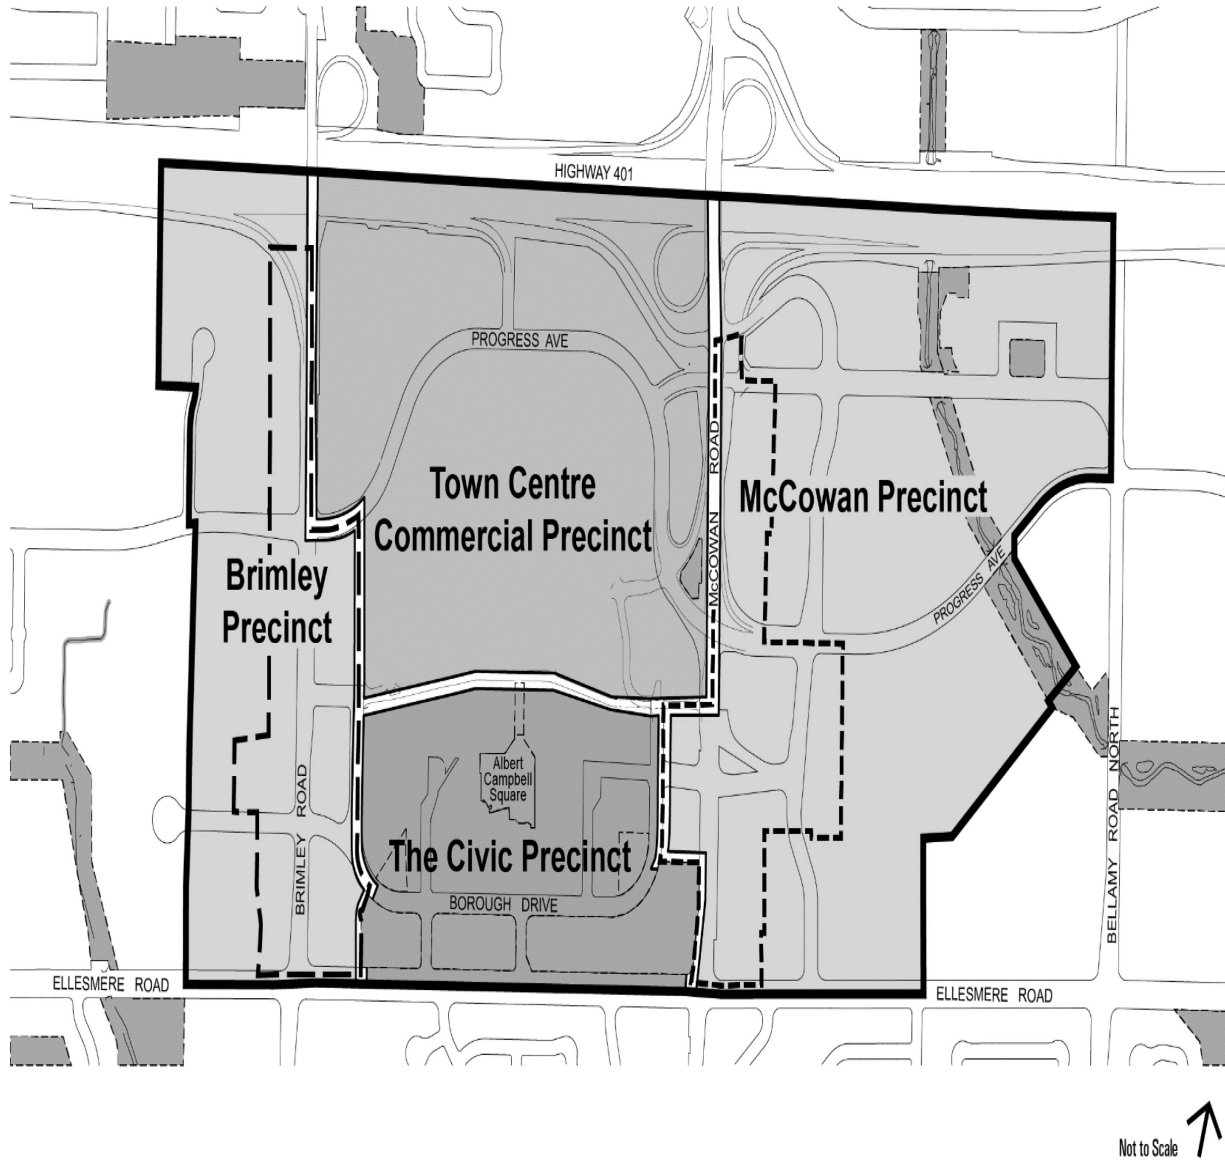 HIGHWAY 401
PROGRESS AVE
McCOWAN ROAD
Town Centre
Commercial Precinct
McCowan Precinct
Brimley
Precinct
PROGRESS AVE
Albert
Campbell
Square
BRIMLEY ROAD
The Civic Precinct
BOROUGH DRIVE
BELLAMY ROAD NORTH
ELLESMERE ROAD
ELLESMERE ROAD
Not to Scale